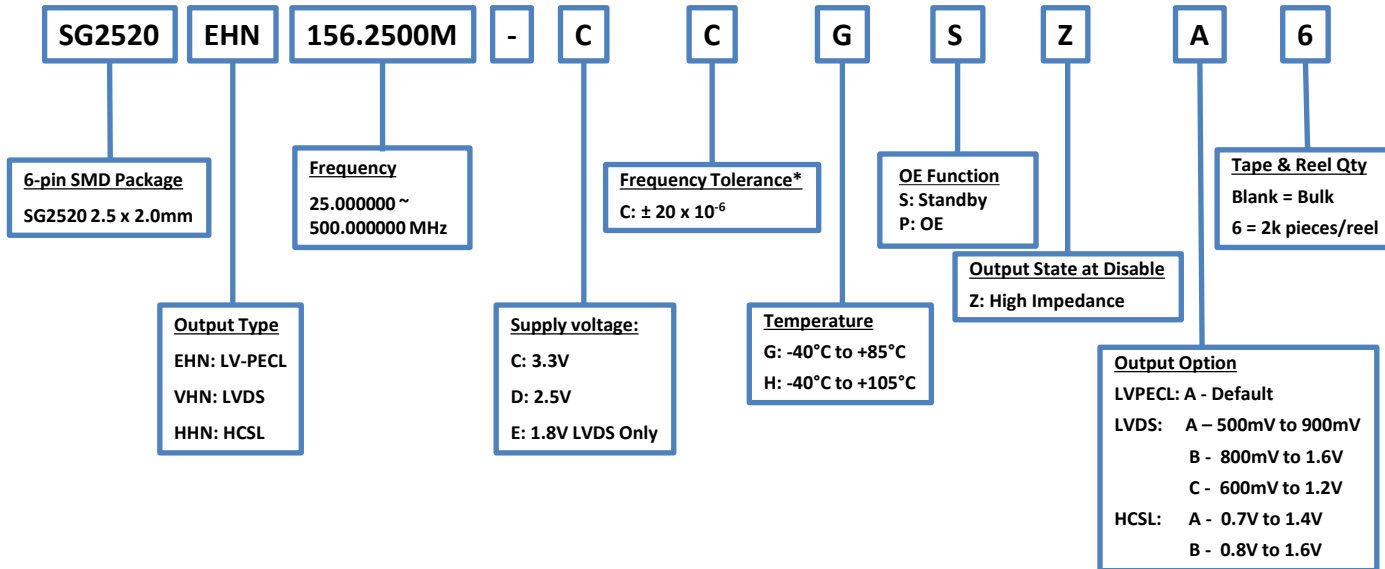 SG2520 EHN 156.2500M - C C G S Z A 6
6-pin SMD Package
SG2520 2.5 x 2.0mm
Frequency
25.000000 ~
500.000000 MHz
Frequency Tolerance*
C: ± 20 x 10⁻⁶
OE Function
S: Standby
P: OE
Tape & Reel Qty
Blank = Bulk
6 = 2k pieces/reel
Output State at Disable
Z: High Impedance
Output Type
EHN: LV-PECL
VHN: LVDS
HHN: HCSL
Supply voltage:
C: 3.3V
D: 2.5V
E: 1.8V LVDS Only
Temperature
G: -40°C to +85°C
H: -40°C to +105°C
Output Option
LVPECL: A - Default
LVDS: A – 500mV to 900mV
B - 800mV to 1.6V
C - 600mV to 1.2V
HCSL: A - 0.7V to 1.4V
B - 0.8V to 1.6V